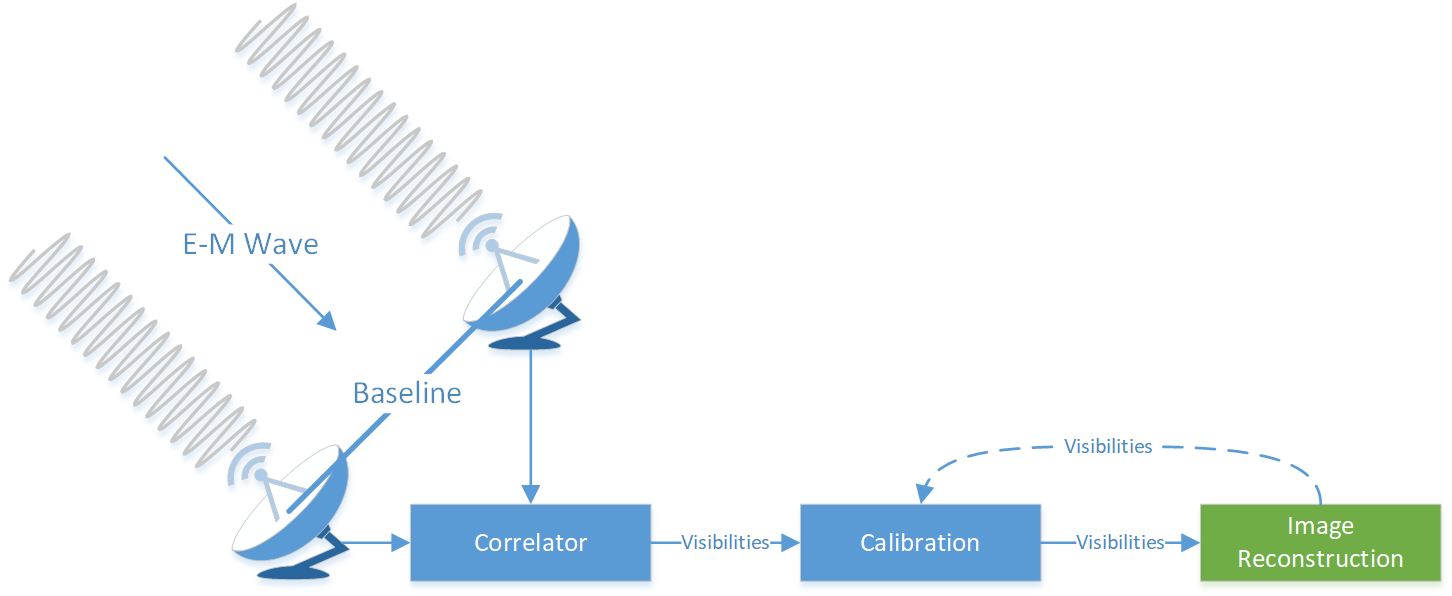 E-M Wave
Baseline
Visibilities
Correlator
Visibilities
Calibration
Visibilities
Image
Reconstruction